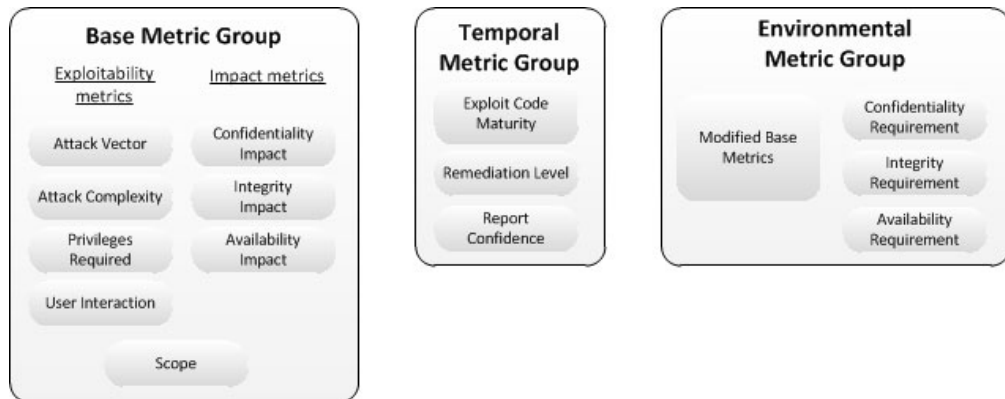 Base Metric Group
Exploitability
metrics
Impact metrics
Attack Vector
Confidentiality
Impact
Attack Complexity
Integrity
Impact
Privileges
Required
Availability
Impact
User Interaction
Scope
Temporal
Metric Group
Exploit Code
Maturity
Remediation Level
Report
Confidence
Environmental
Metric Group
Modified Base
Metrics
Confidentiality
Requirement
Integrity
Requirement
Availability
Requirement